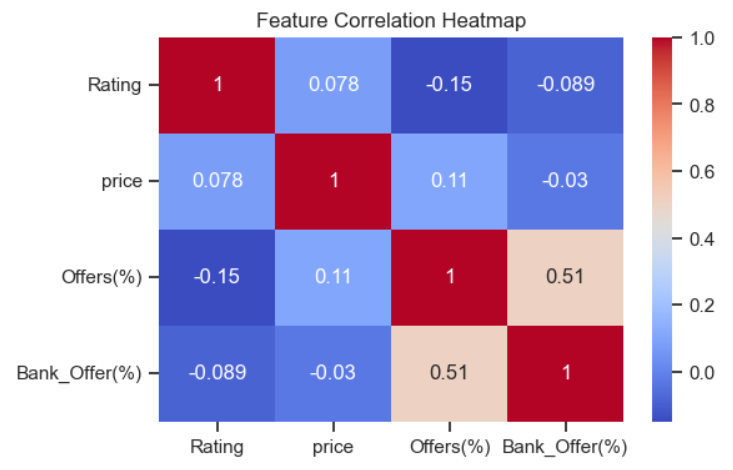 Feature Correlation Heatmap
Rating 1 0.078 -0.15 -0.089
price 0.078 1 0.11 -0.03
Offers(%) -0.15 0.11 1 0.51
Bank_Offer(%) -0.089 -0.03 0.51 1
Rating price Offers(%) Bank_Offer(%)
1.0
0.8
0.6
0.4
0.2
0.0